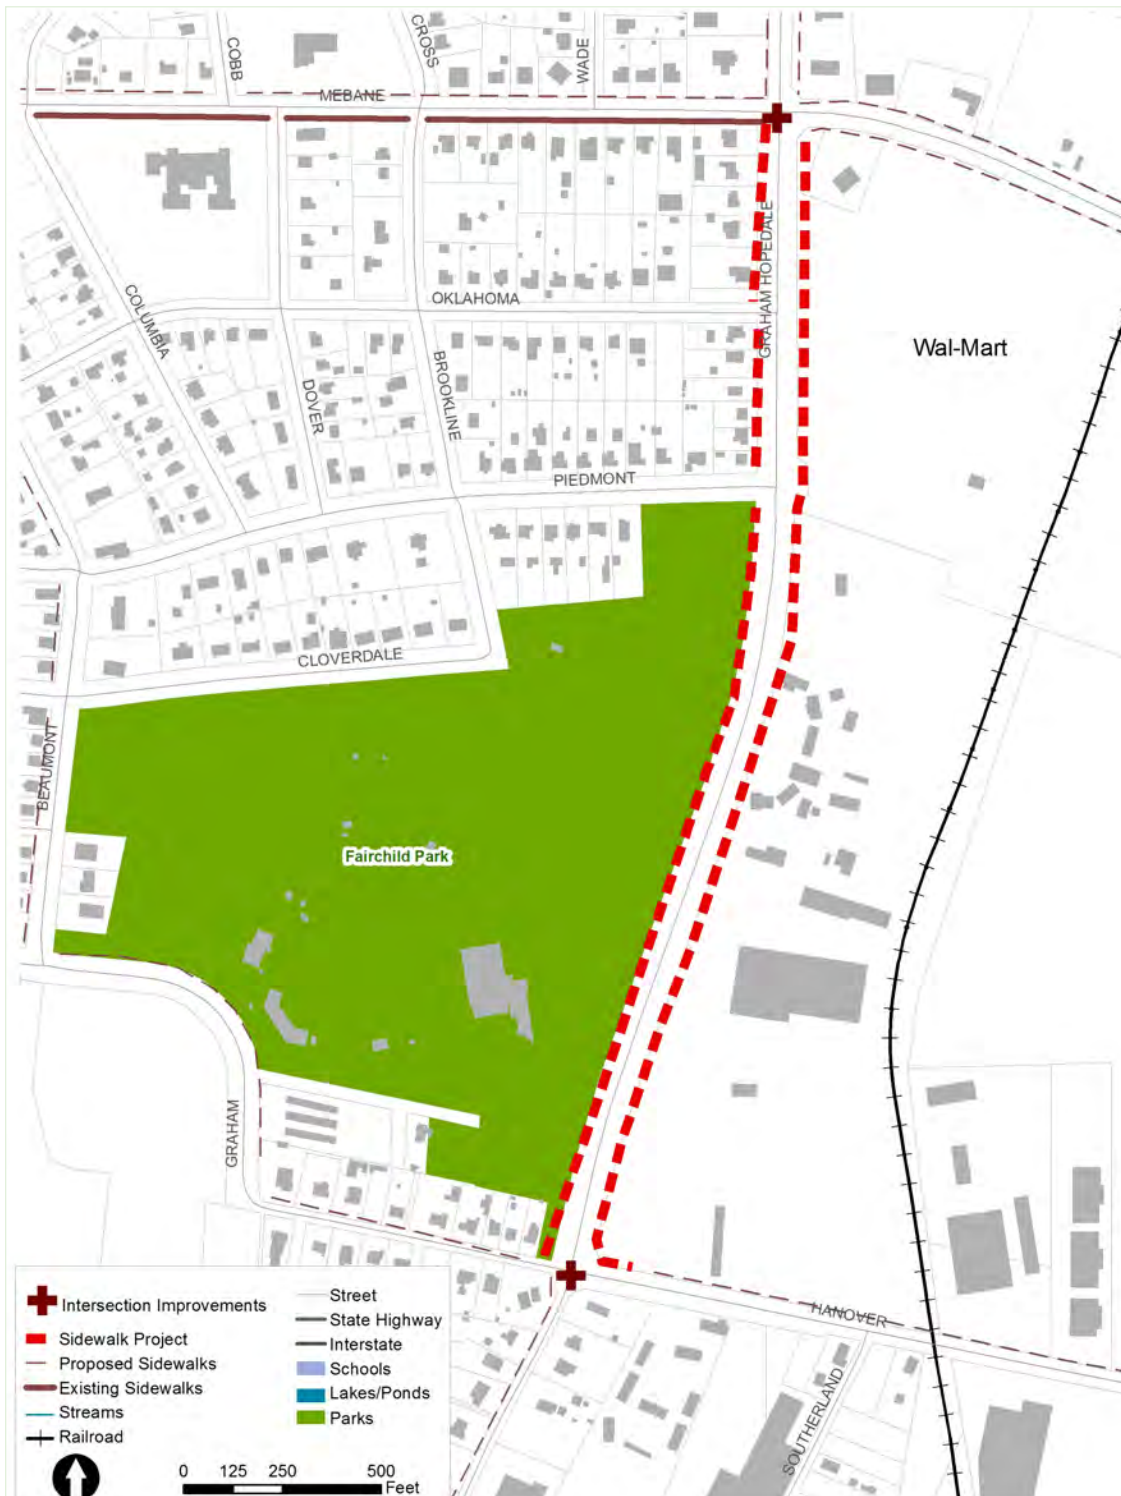 COBB
CROSS
WADE
MEBANE
GRAHAM HOPEDALE
COLUMBIA
OKLAHOMA
Wal-Mart
DOVER
BROOKLINE
PIEDMONT
CLOVERDALE
BEAUMONT
Fairchild Park
GRAHAM
HANOVER
SOUTHERLAND
Intersection Improvements
Sidewalk Project
Proposed Sidewalks
Existing Sidewalks
Streams
Railroad
Street
State Highway
Interstate
Schools
Lakes/Ponds
Parks
0 125 250 500
Feet